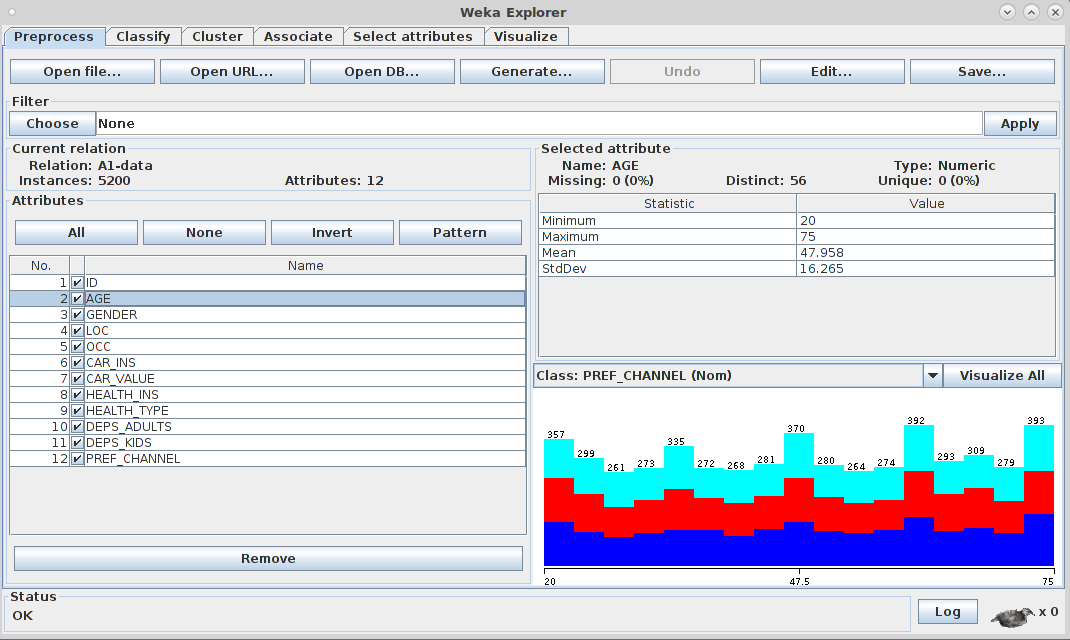 Weka Explorer
Preprocess Classify Cluster Associate Select attributes Visualize
Open file... Open URL... Open DB... Generate... Undo Edit... Save...
Filter
Choose None Apply
Current relation
Relation: A1-data
Instances: 5200 Attributes: 12
Attributes
All None Invert Pattern
No. Name
1 ID
2 AGE
3 GENDER
4 LOC
5 OCC
6 CAR_INS
7 CAR_VALUE
8 HEALTH_INS
9 HEALTH_TYPE
10 DEPS_ADULTS
11 DEPS_KIDS
12 PREF_CHANNEL
Remove
Selected attribute
Name: AGE Type: Numeric
Missing: 0 (0%) Distinct: 56 Unique: 0 (0%)
Statistic Value
Minimum 20
Maximum 75
Mean 47.958
StdDev 16.265
Class: PREF_CHANNEL (Nom) Visualize All
357 299 261 273 335 272 268 281 370 280 264 274 392 293 309 279 393
20 47.5 75
Status
OK
Log x 0